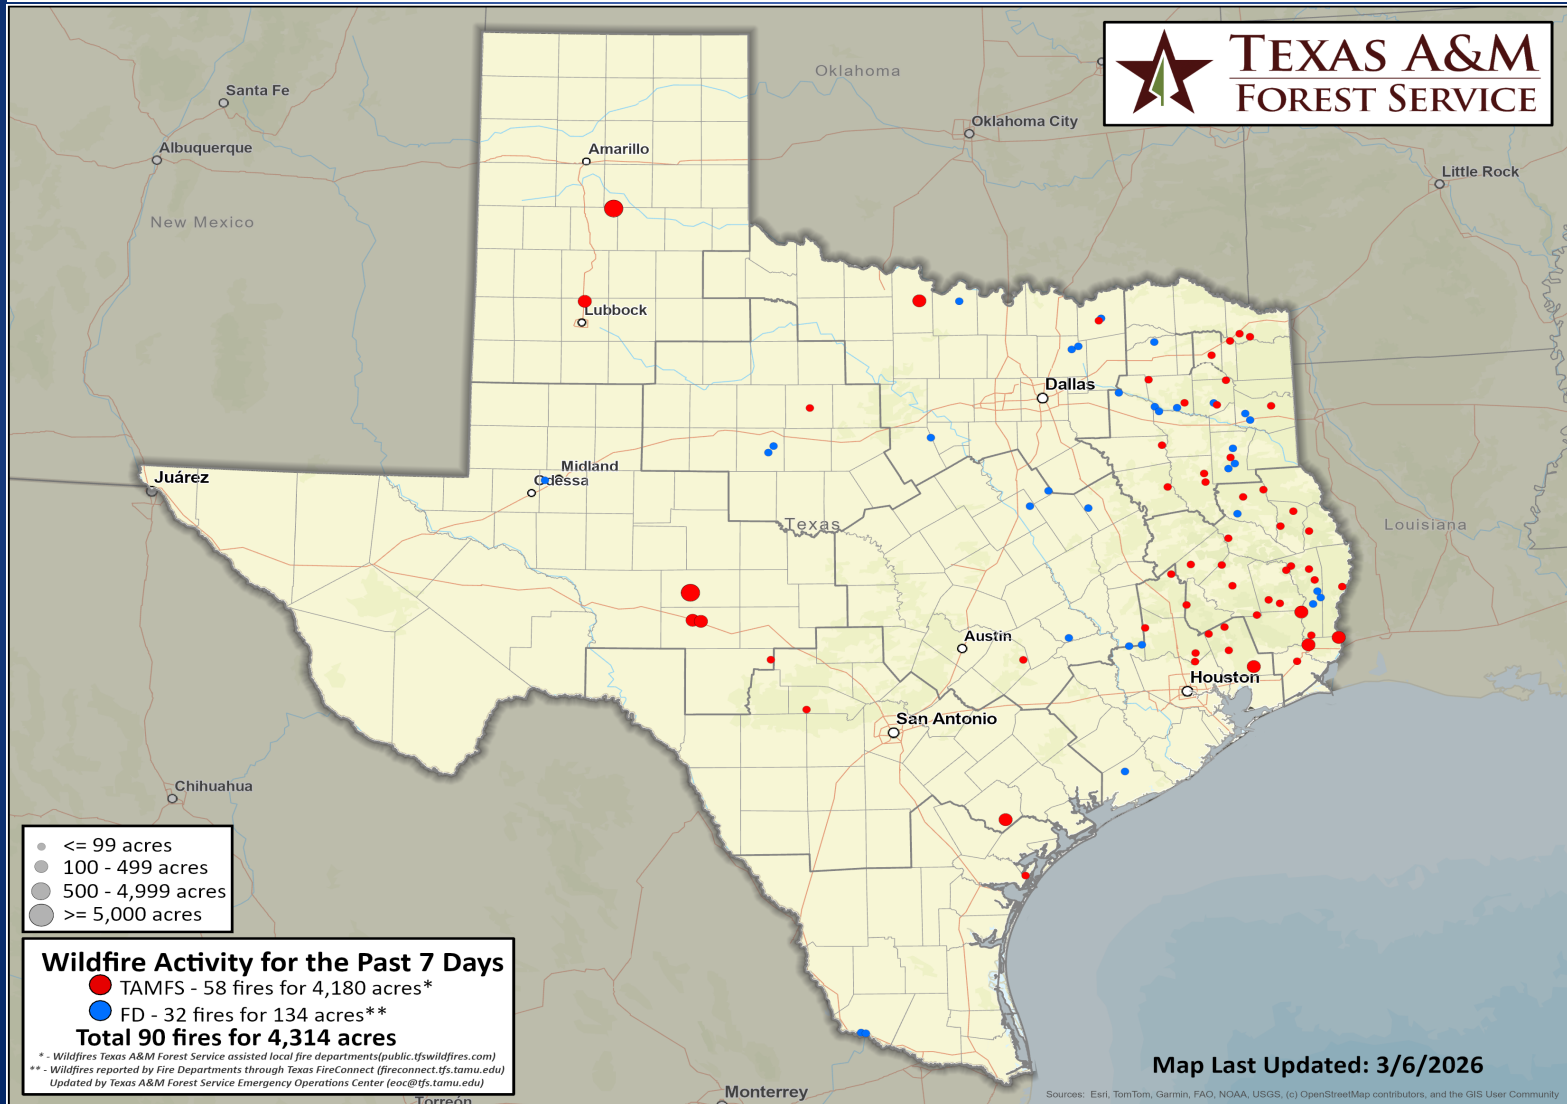 TEXAS A&M
FOREST SERVICE
Oklahoma
Santa Fe
Oklahoma City
Albuquerque
Amarillo
Little Rock
New Mexico
Lubbock
Dallas
Midland
Odessa
Juárez
Texas
Louisiana
Austin
Houston
San Antonio
Chihuahua
<= 99 acres
100 - 499 acres
500 - 4,999 acres
>= 5,000 acres
Wildfire Activity for the Past 7 Days
TAMFS - 58 fires for 4,180 acres*
FD - 32 fires for 134 acres**
Total 90 fires for 4,314 acres
* - Wildfires Texas A&M Forest Service assisted local fire departments(public.tfswildfires.com)
** - Wildfires reported by Fire Departments through Texas FireConnect (fireconnect.tfs.tamu.edu)
Updated by Texas A&M Forest Service Emergency Operations Center (eoc@tfs.tamu.edu)
Map Last Updated: 3/6/2026
Monterrey
Torreón
Sources: Esri, TomTom, Garmin, FAO, NOAA, USGS, (c) OpenStreetMap contributors, and the GIS User Community